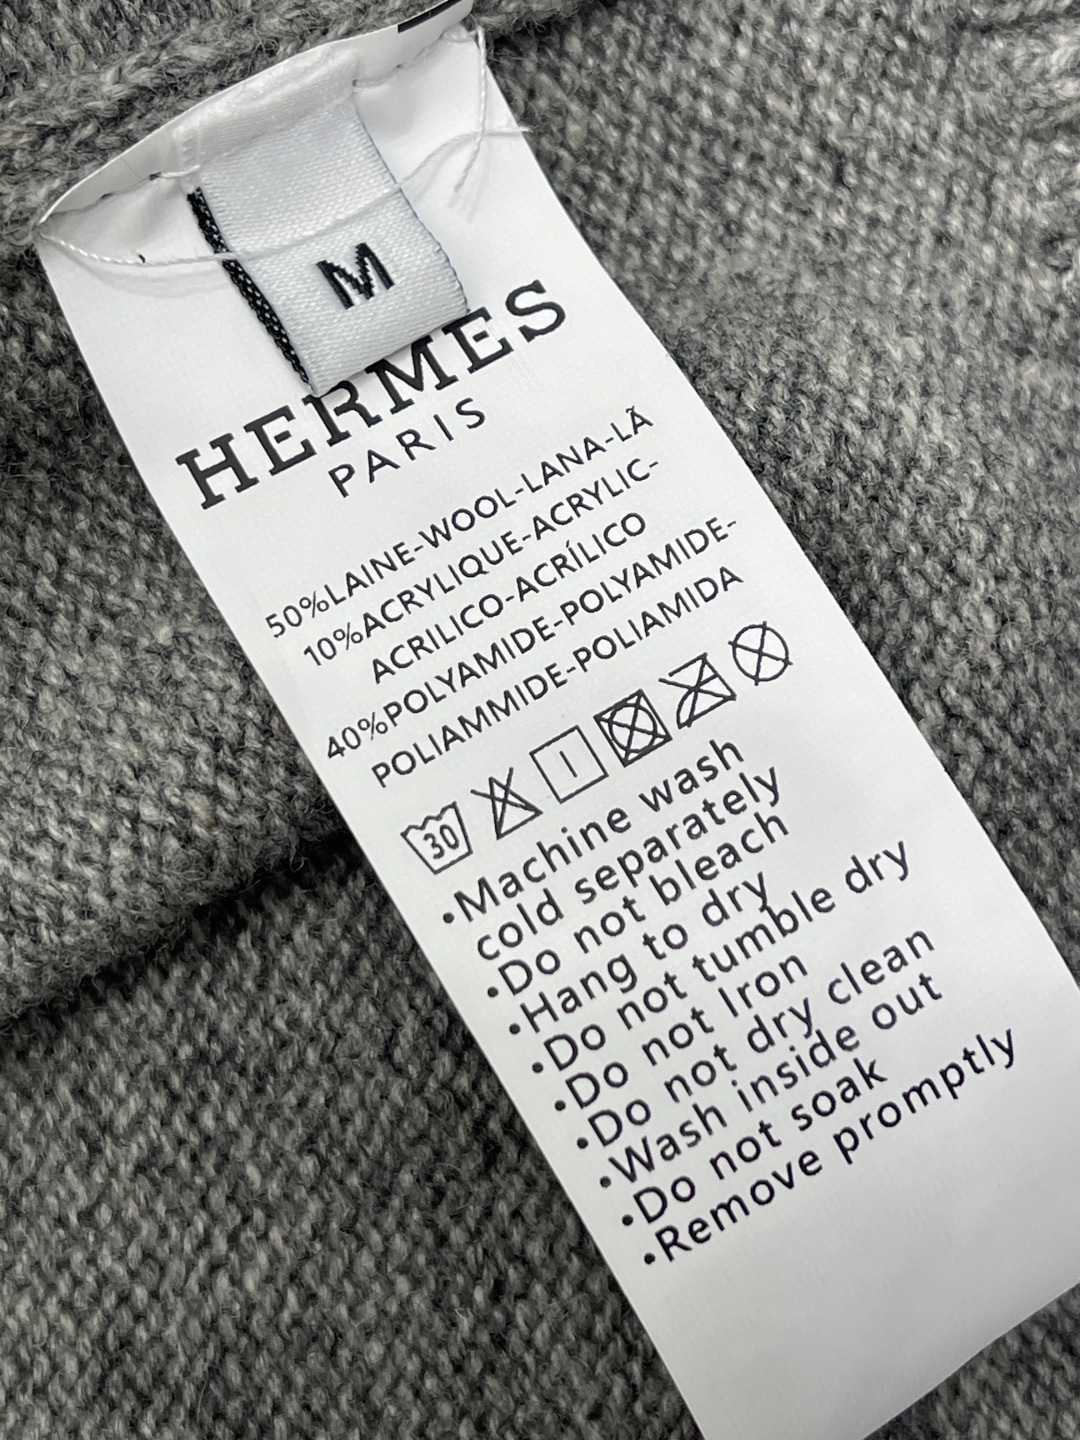 M
HERMES
PARIS
50%LAINE-WOOL-LANA-LÃ
10%ACRYLIQUE-ACRYLIC-
ACRILICO-ACRÍLICO
40%POLYAMIDE-POLYAMIDE-
POLIAMMIDE-POLIAMIDA
30
•Machine wash
cold separately
•Do not bleach
•Hang to dry
•Do not tumble dry
•Do not Iron
•Do not dry clean
•Wash inside out
•Do not soak
•Remove promptly